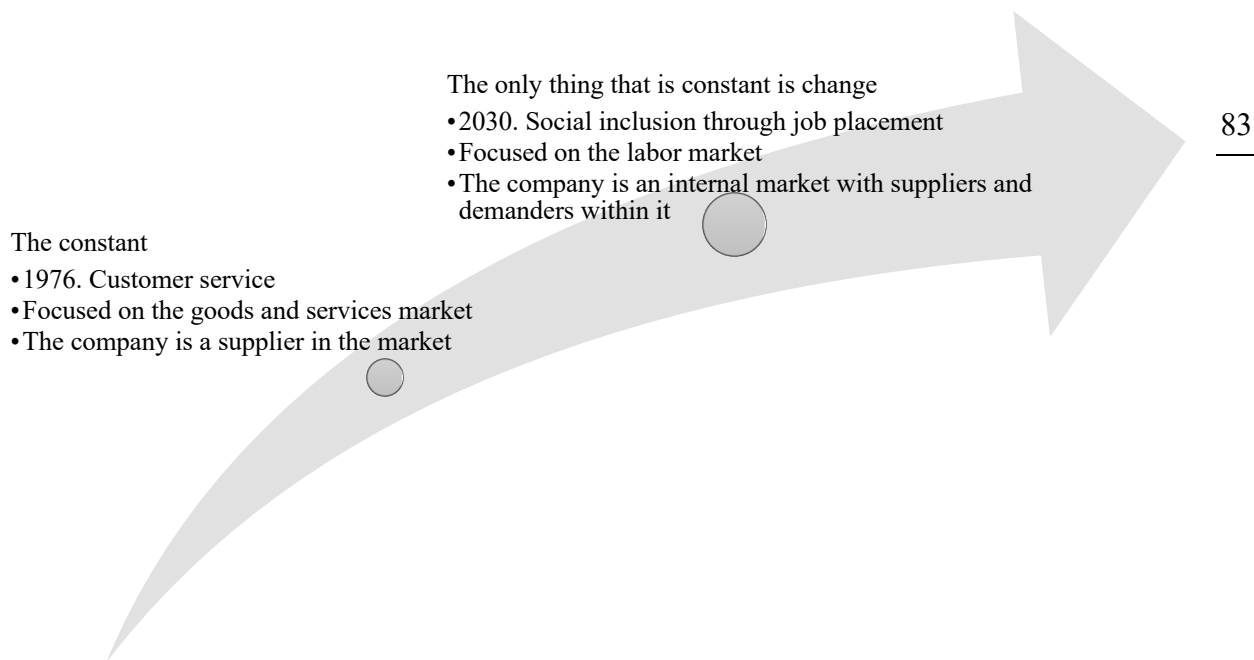 The only thing that is constant is change
•2030. Social inclusion through job placement
•Focused on the labor market
•The company is an internal market with suppliers and
demanders within it
83
The constant
•1976. Customer service
•Focused on the goods and services market
•The company is a supplier in the market